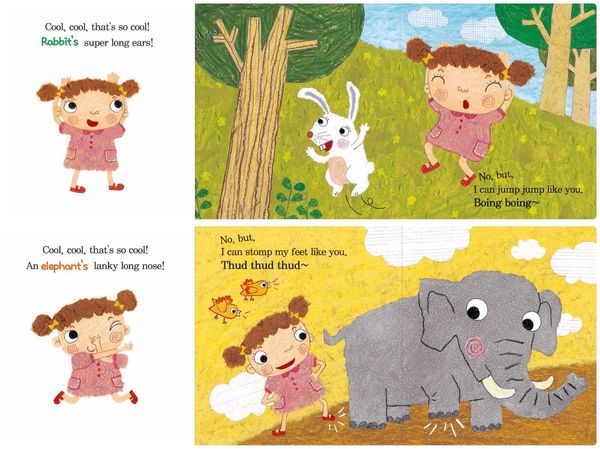 Cool, cool, that's so cool!
Rabbit's super long ears!
No, but,
I can jump jump like you.
Boing boing~
Cool, cool, that's so cool!
An elephant's lanky long nose!
No, but,
I can stomp my feet like you.
Thud thud thud~